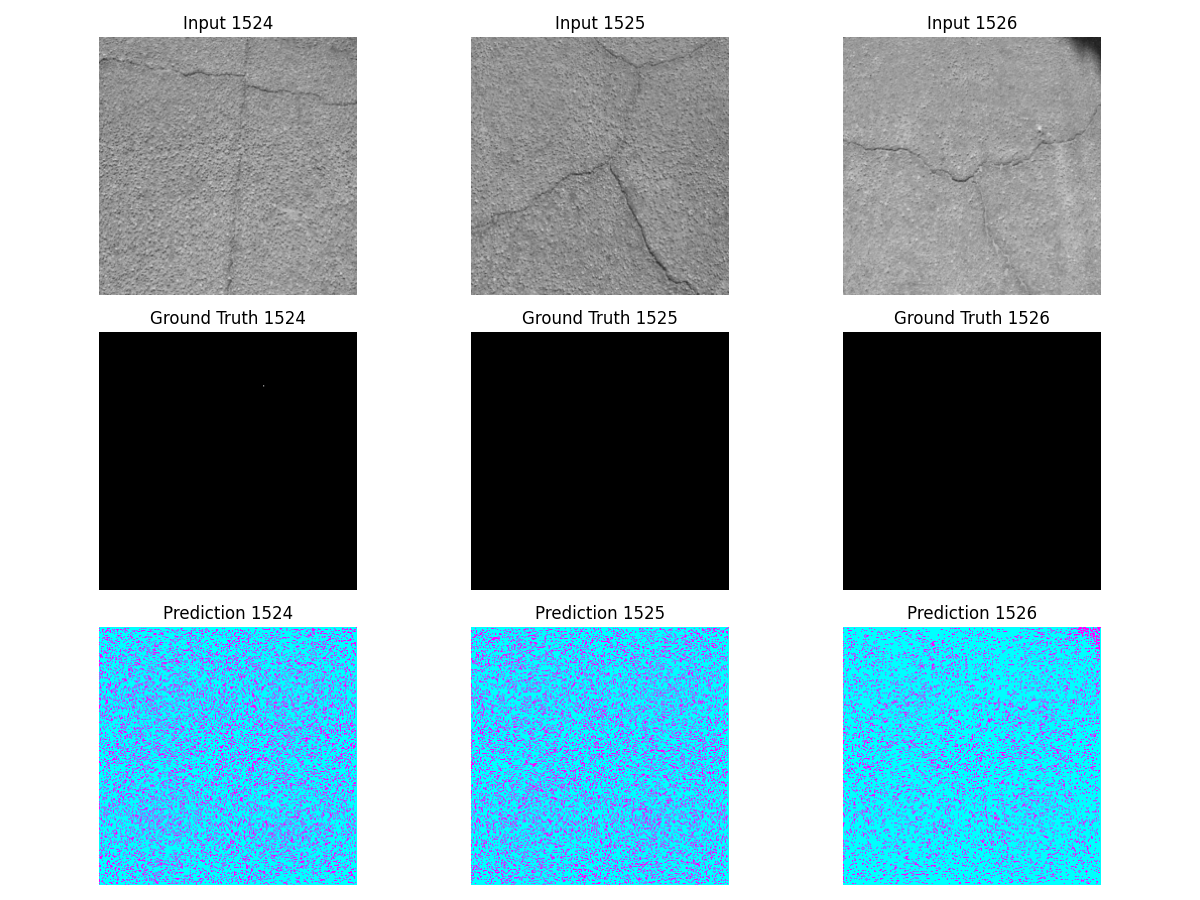 Input 1524
Input 1525
Input 1526
Ground Truth 1524
Ground Truth 1525
Ground Truth 1526
Prediction 1524
Prediction 1525
Prediction 1526